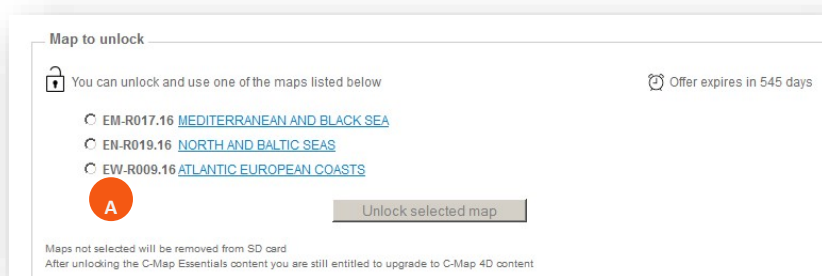 Map to unlock
You can unlock and use one of the maps listed below
Offer expires in 545 days
EM-R017.16 MEDITERRANEAN AND BLACK SEA
EN-R019.16 NORTH AND BALTIC SEAS
EW-R009.16 ATLANTIC EUROPEAN COASTS
A
Unlock selected map
Maps not selected will be removed from SD card
After unlooking the C-Map Essentials content you are still entitled to upgrade to C-Map 4D content